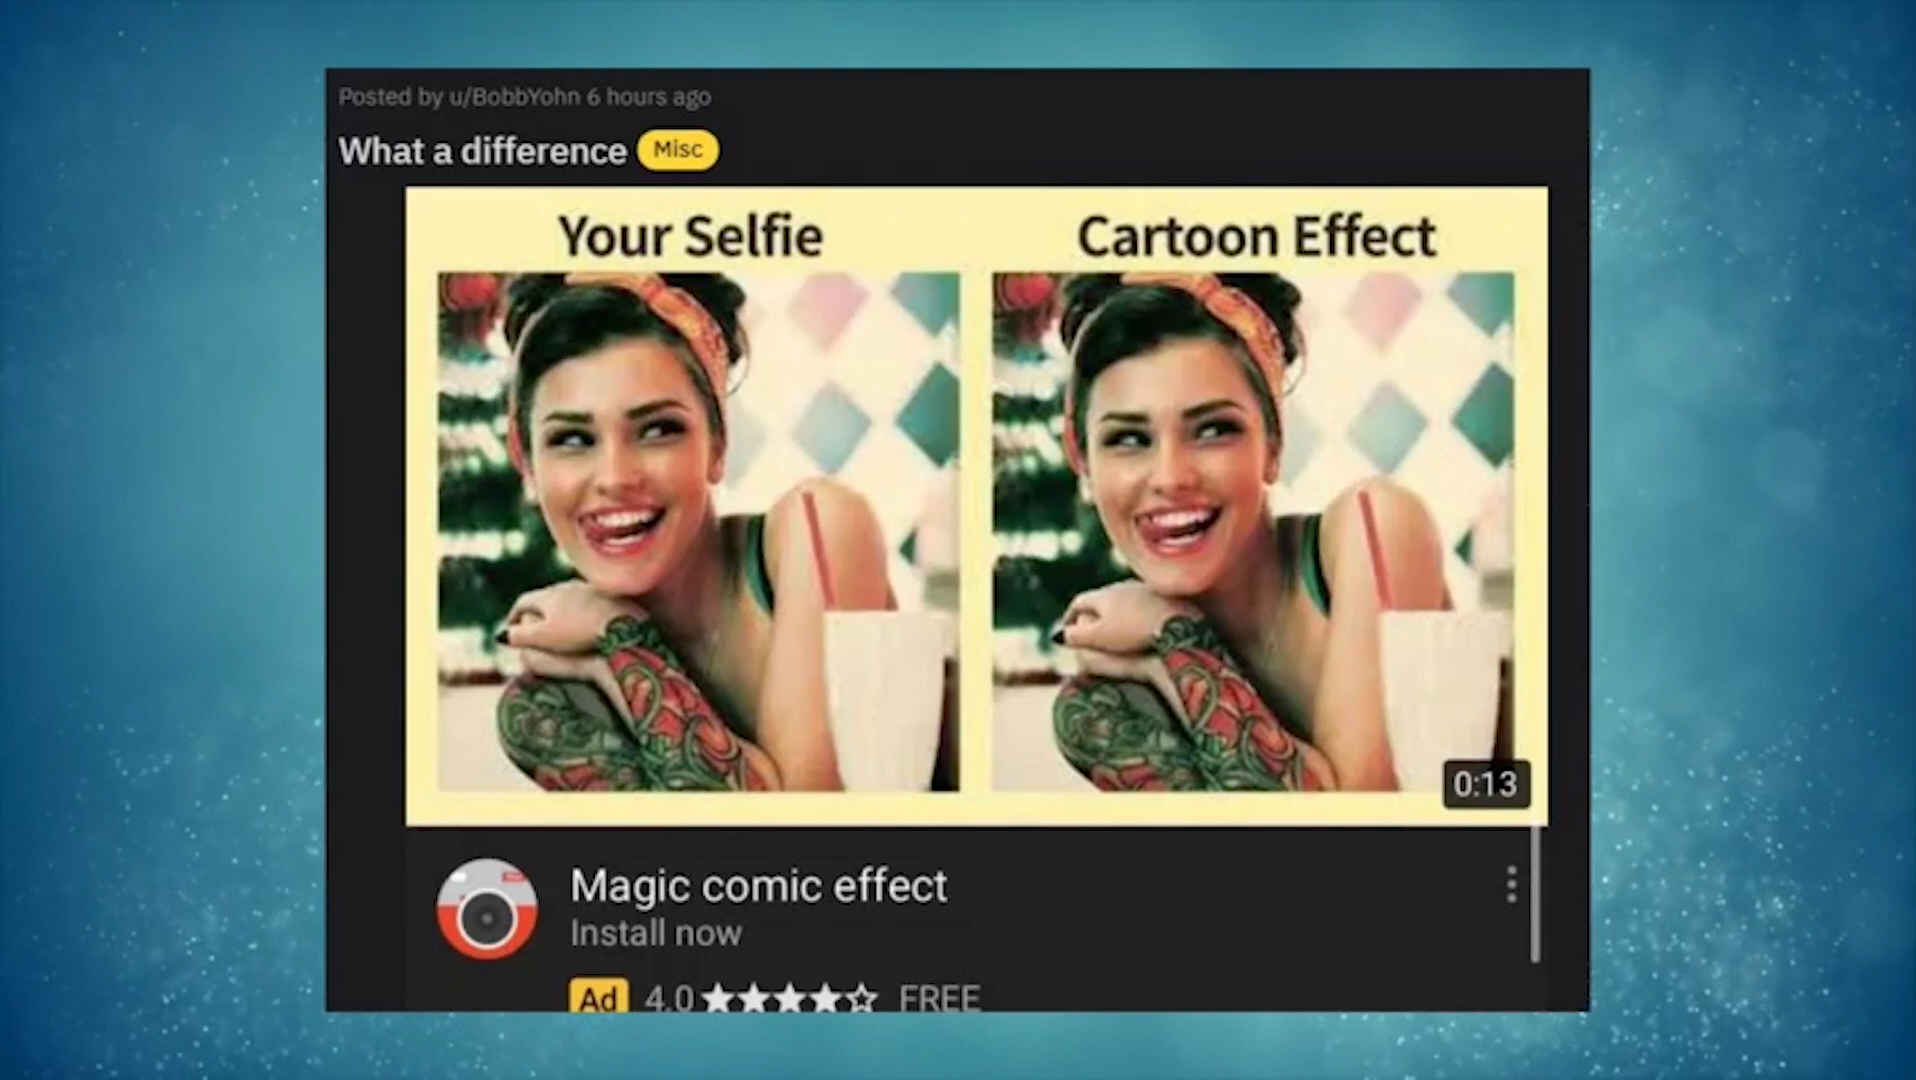 Posted by u/BobbYohn 6 hours ago
What a difference Misc
Your Selfie Cartoon Effect
0:13
Magic comic effect
Install now
Ad 4.0 FREE